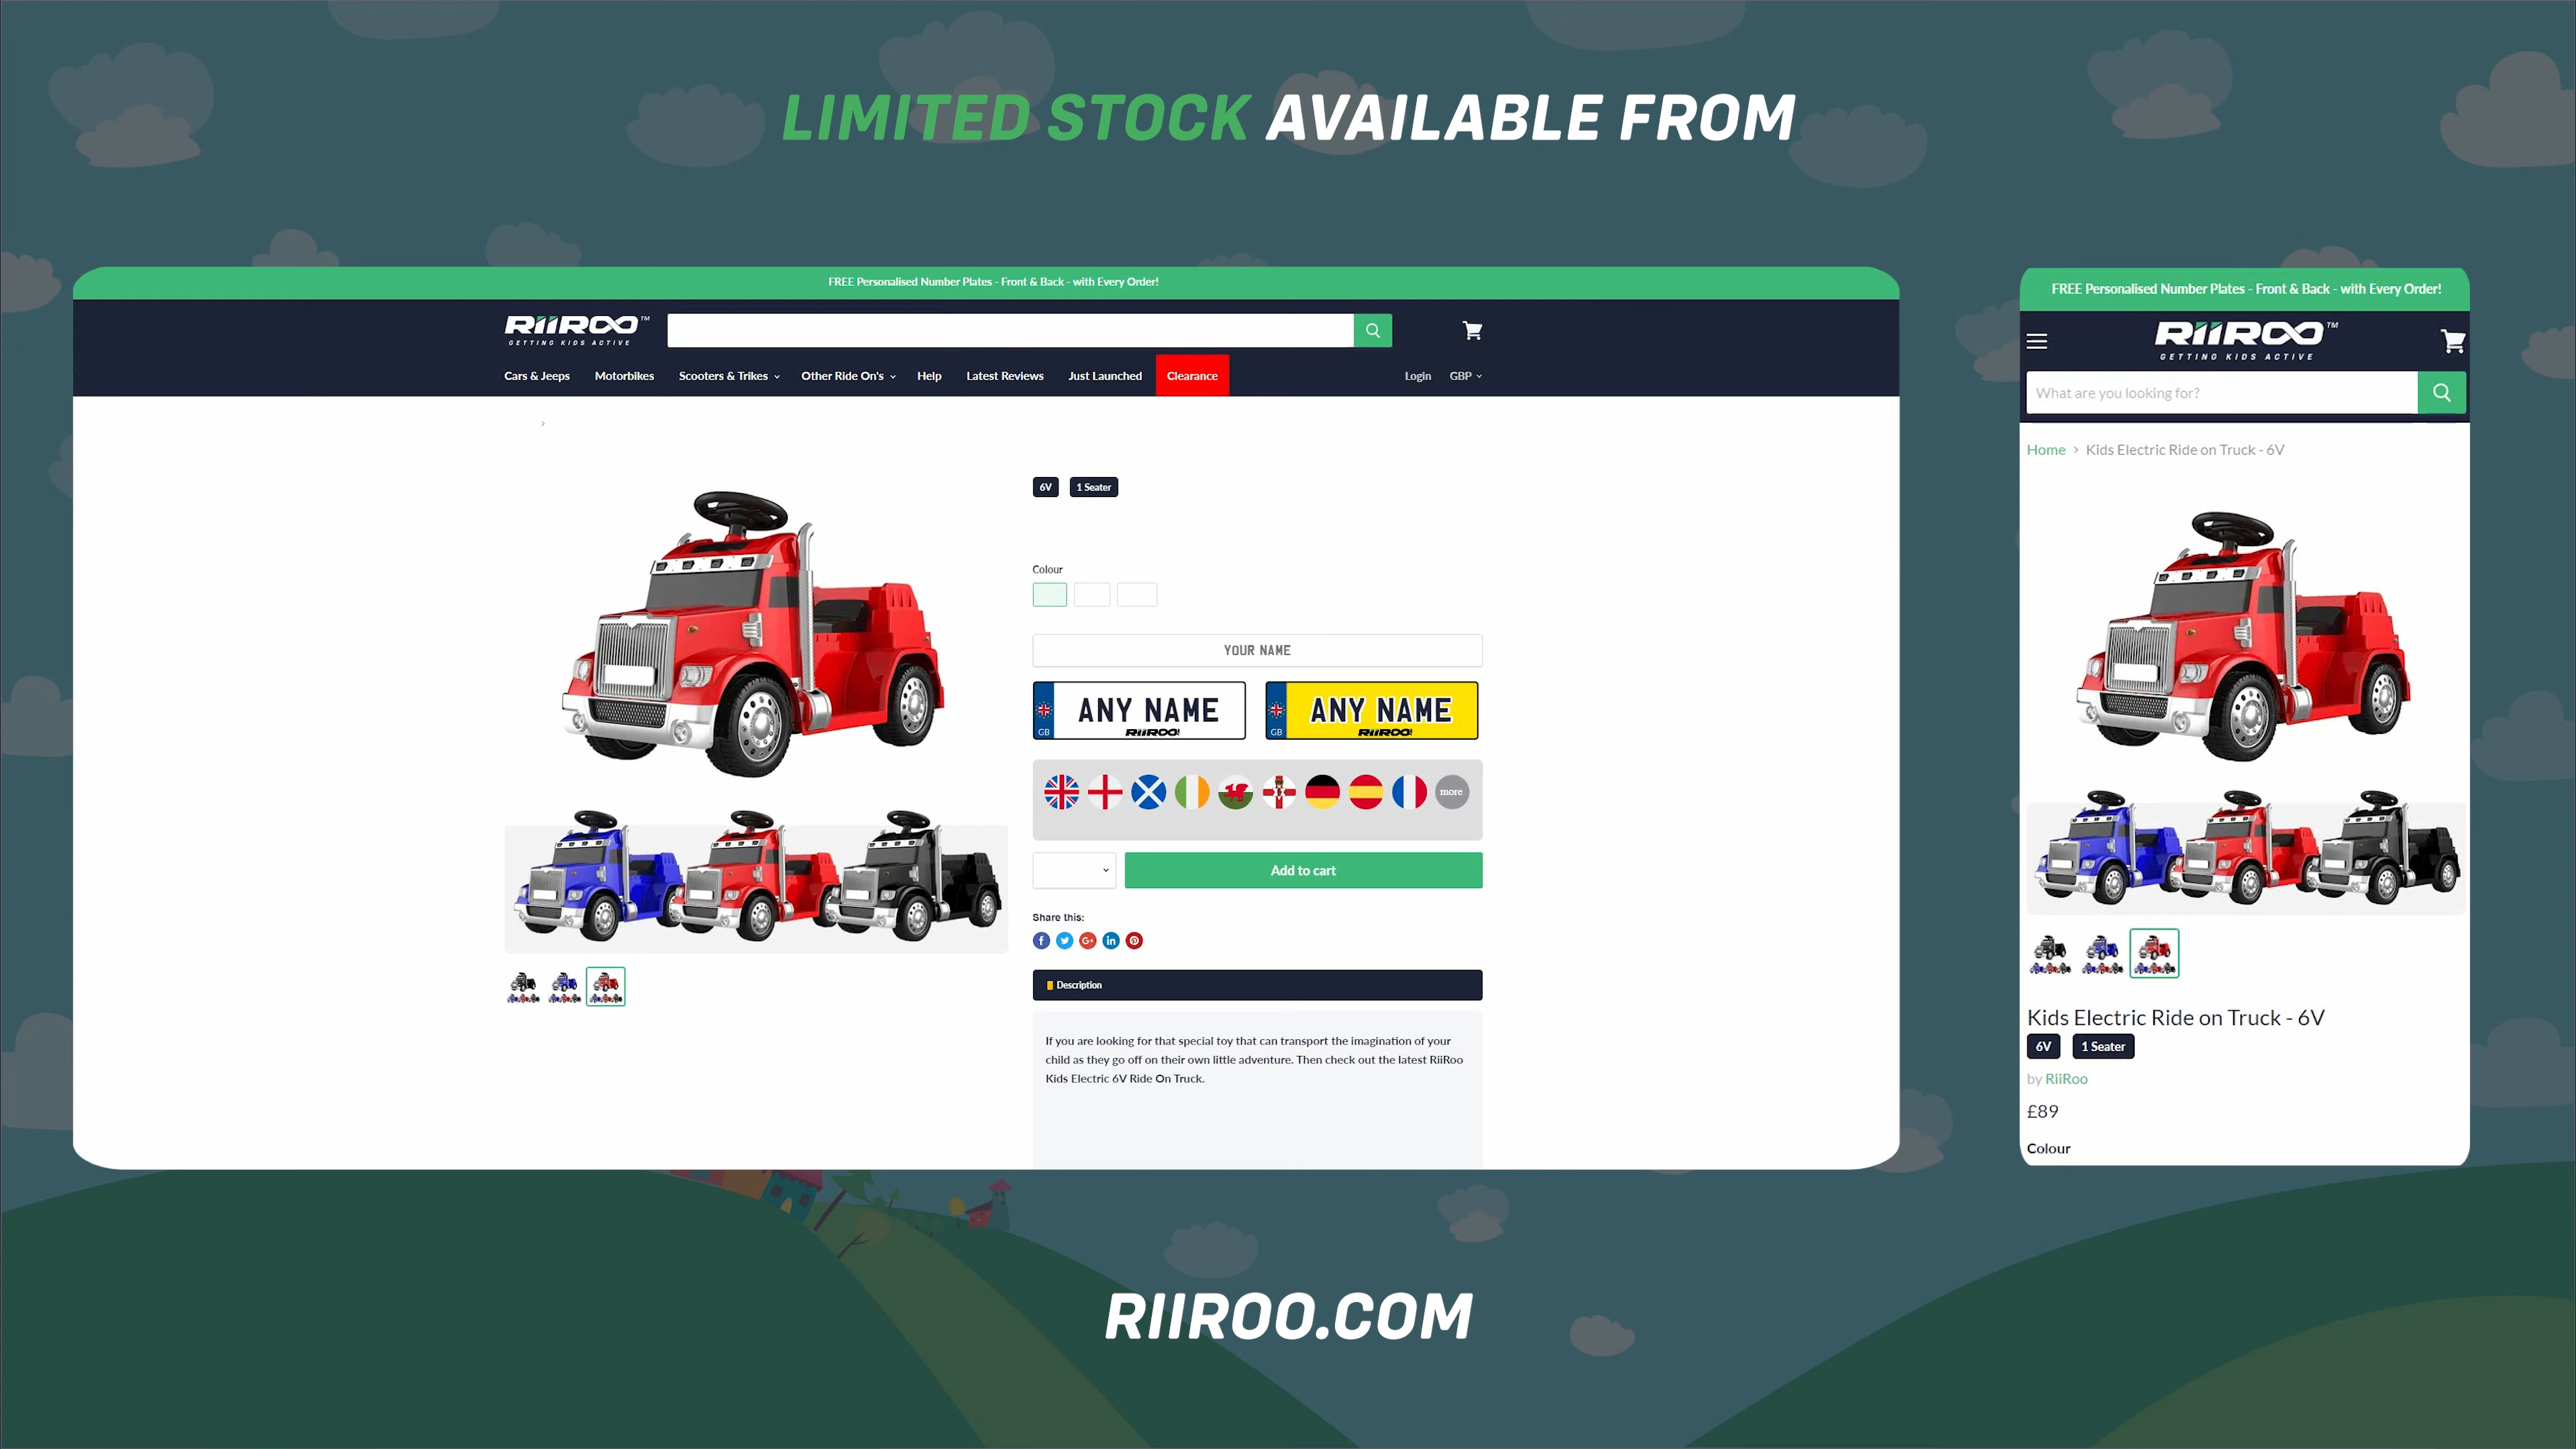 LIMITED STOCK AVAILABLE FROM
FREE Personalised Number Plates - Front & Back - with Every Order!
RiiROO™
GETTING KIDS ACTIVE
Cars & Jeeps Motorbikes Scooters & Trikes Other Ride On's Help Latest Reviews Just Launched Clearance Login GBP
6V 1 Seater
Colour
YOUR NAME
ANY NAME ANY NAME
GB RiiROO! GB RiiROO!
more
Add to cart
Share this:
Description
If you are looking for that special toy that can transport the imagination of your
child as they go off on their own little adventure. Then check out the latest RiiRoo
Kids Electric 6V Ride On Truck.
FREE Personalised Number Plates - Front & Back - with Every Order!
RiiROO™
GETTING KIDS ACTIVE
What are you looking for?
Home > Kids Electric Ride on Truck - 6V
Kids Electric Ride on Truck - 6V
6V 1 Seater
by RiiRoo
£89
Colour
RIIROO.COM